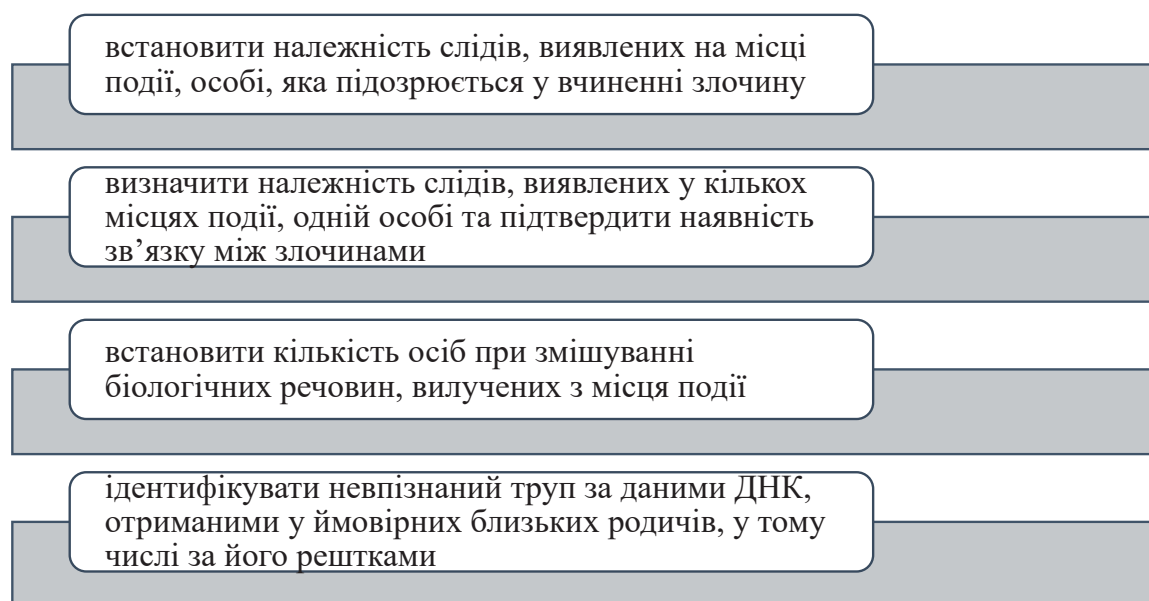 встановити належність слідів, виявлених на місці
події, особі, яка підозрюється у вчиненні злочину
визначити належність слідів, виявлених у кількох
місцях події, одній особі та підтвердити наявність
зв’язку між злочинами
встановити кількість осіб при змішуванні
біологічних речовин, вилучених з місця події
ідентифікувати невпізнаний труп за даними ДНК,
отриманими у ймовірних близьких родичів, у тому
числі за його рештками